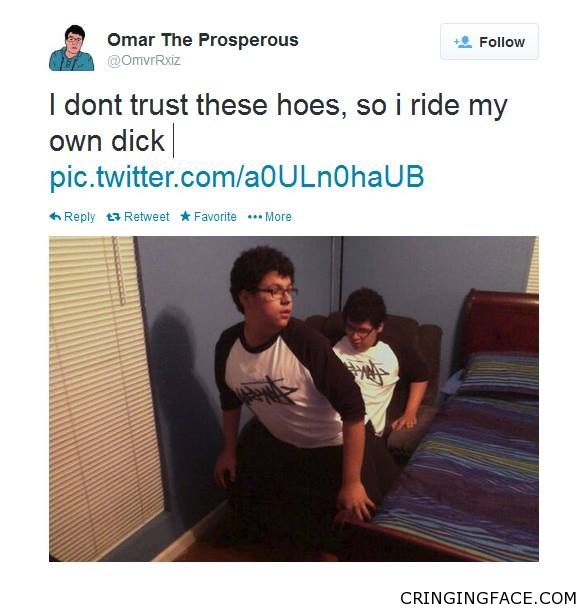 Omar The Prosperous
@OmvrRxiz
Follow
I dont trust these hoes, so i ride my
own dick
pic.twitter.com/a0ULn0haUB
Reply Retweet Favorite ••• More
CRINGINGFACE.COM